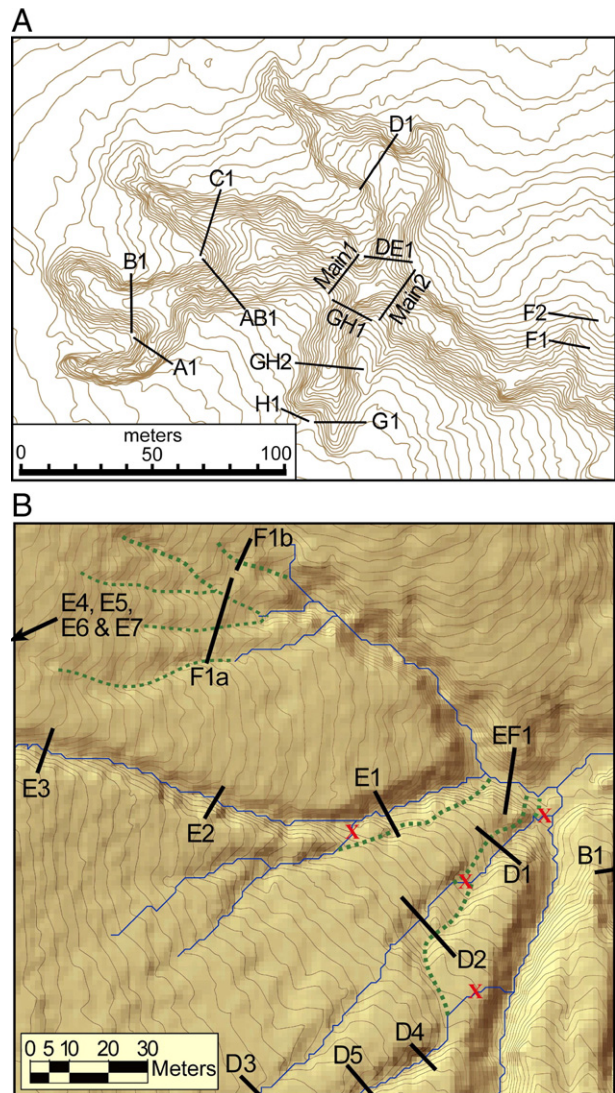 A
D1
C1
B1
Main1
DE1
Main2
GH1
AB1
A1
F2
F1
GH2
H1
G1
meters
0 50 100
B
F1b
E4, E5,
E6 & E7
F1a
EF1
E3
E2
E1
X
X
D1
B1
X
D2
X
D4
D3
D5
0 5 10 20 30
Meters